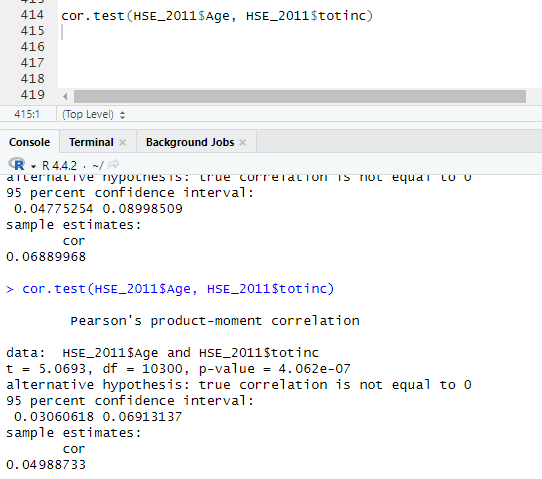 413
414 cor.test(HSE_2011$Age, HSE_2011$totinc)
415
416
417
418
419
415:1 (Top Level)
Console Terminal Background Jobs
R 4.4.2 · ~/
alternative hypothesis: true correlation is not equal to 0
95 percent confidence interval:
0.04775254 0.08998509
sample estimates:
cor
0.06889968
> cor.test(HSE_2011$Age, HSE_2011$totinc)
Pearson's product-moment correlation
data: HSE_2011$Age and HSE_2011$totinc
t = 5.0693, df = 10300, p-value = 4.062e-07
alternative hypothesis: true correlation is not equal to 0
95 percent confidence interval:
0.03060618 0.06913137
sample estimates:
cor
0.04988733